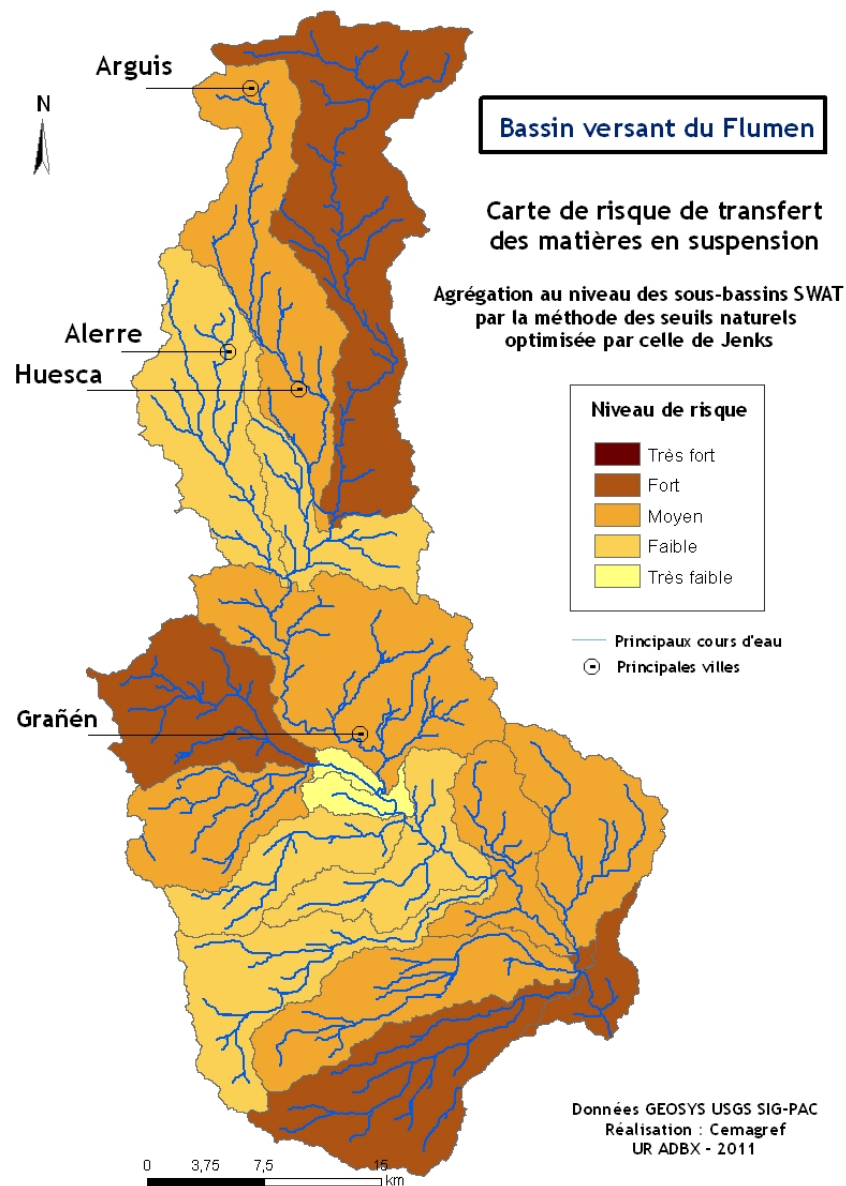 Arguis
N
Bassin versant du Flumen
Carte de risque de transfert
des matières en suspension
Agrégation au niveau des sous-bassins SWAT
par la méthode des seuils naturels
optimisée par celle de Jenks
Alerre
Huesca
Niveau de risque
Très fort
Fort
Moyen
Faible
Très faible
Principaux cours d'eau
Principales villes
Grañén
Données GEOSYS USGS SIG-PAC
Réalisation : Cemagref
UR ADBX - 2011
0 3,75 7,5 15
km